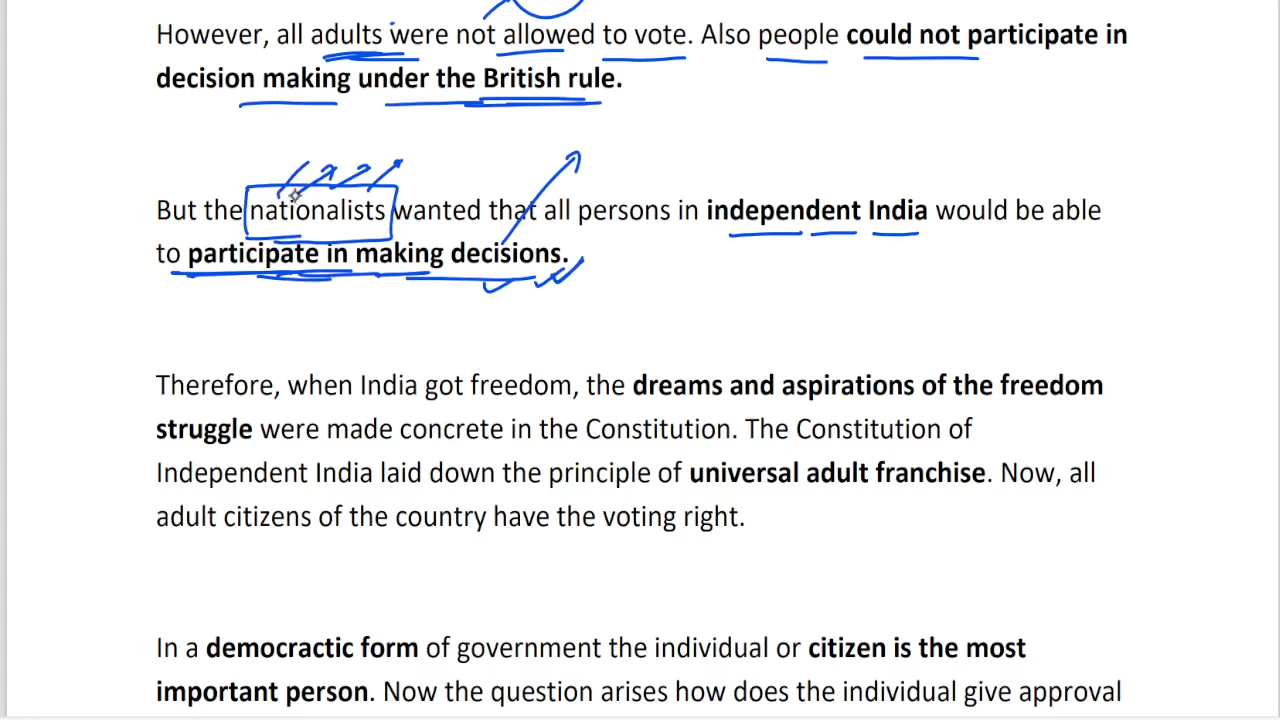 However, all adults were not allowed to vote. Also people could not participate in
decision making under the British rule.
But the nationalists wanted that all persons in independent India would be able
to participate in making decisions.
Therefore, when India got freedom, the dreams and aspirations of the freedom
struggle were made concrete in the Constitution. The Constitution of
Independent India laid down the principle of universal adult franchise. Now, all
adult citizens of the country have the voting right.
In a democractic form of government the individual or citizen is the most
important person. Now the question arises how does the individual give approval